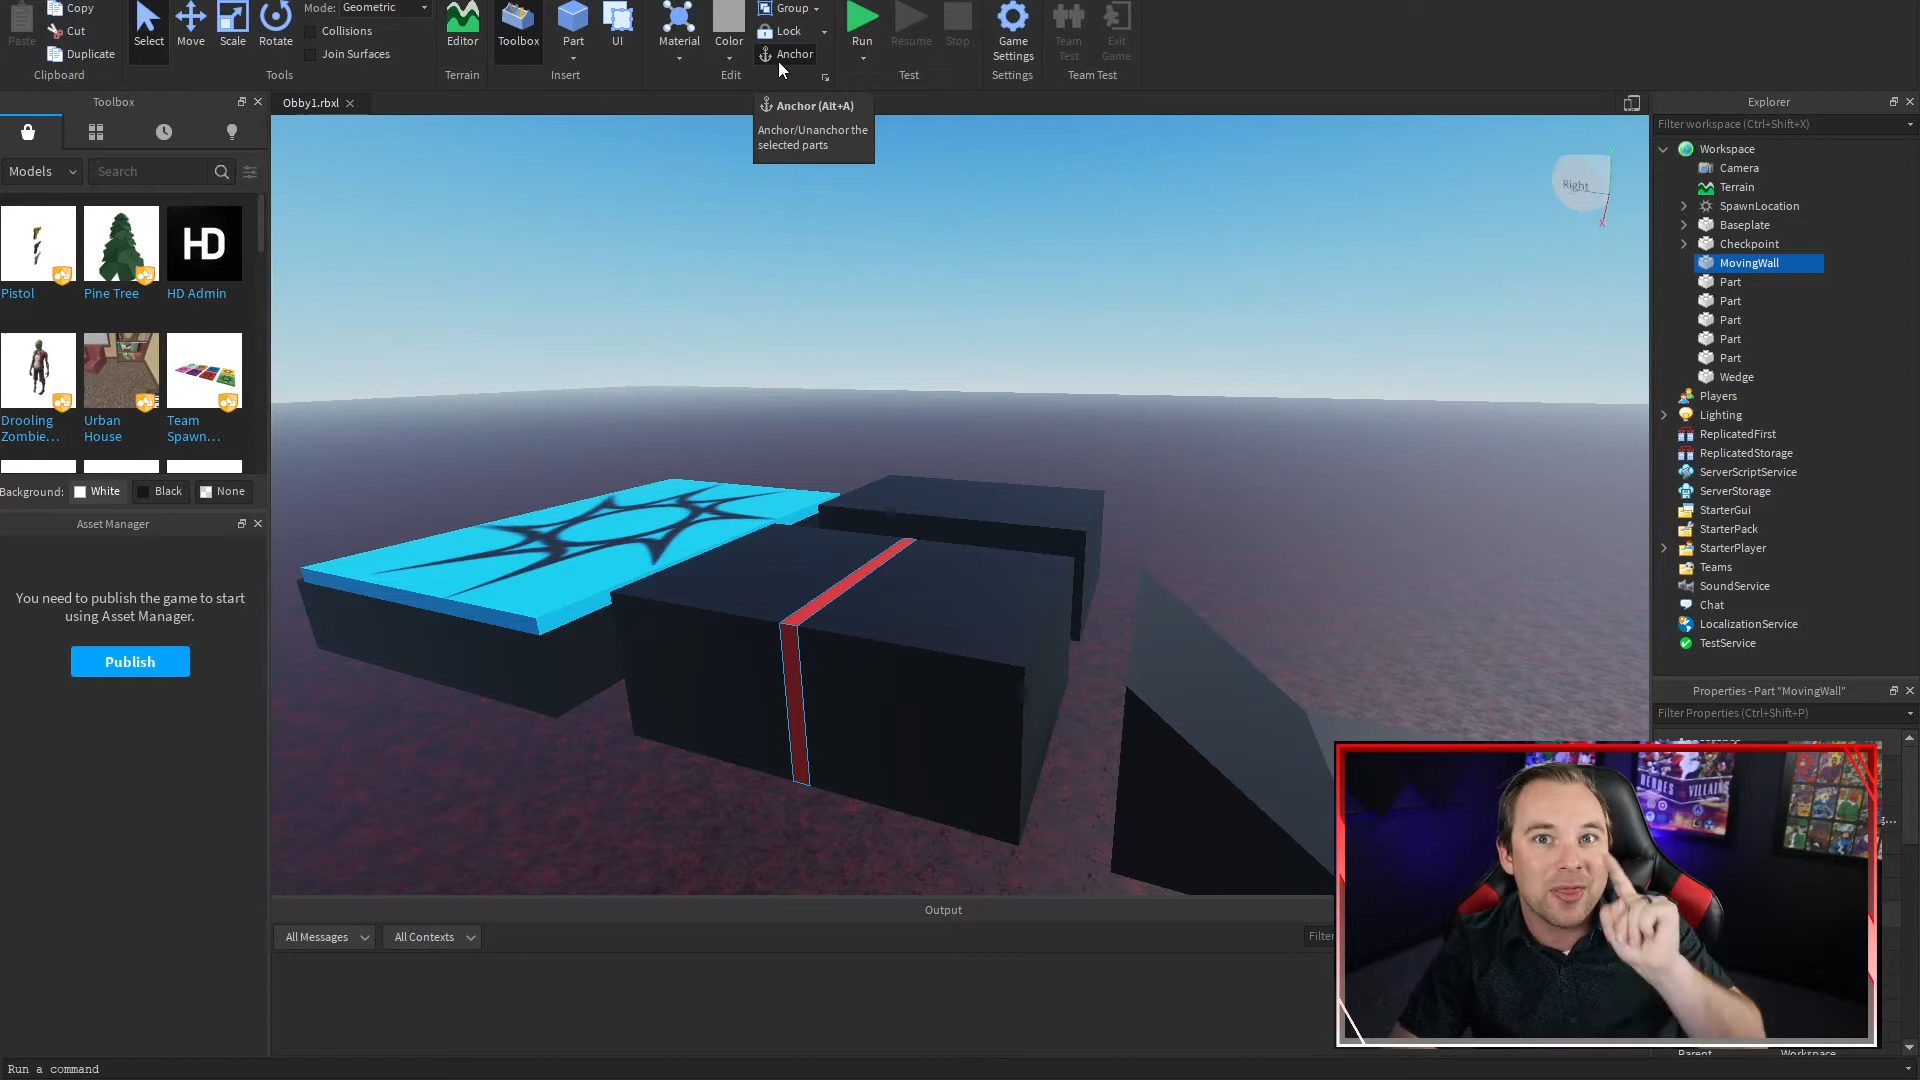 Copy
Mode: Geometric
Group
Cut
Collisions
Lock
Paste
Select
Move
Scale
Rotate
Editor
Toolbox
Part
UI
Material
Color
Run
Resume
Stop
Game
Settings
Team
Test
Exit
Game
Duplicate
Join Surfaces
Anchor
Clipboard
Tools
Terrain
Insert
Edit
Test
Settings
Team Test
Toolbox
Obby1.rbxl
Anchor (Alt+A)
Anchor/Unanchor the
selected parts
Models
Search
Pistol
Pine Tree
HD
HD Admin
Drooling
Zombie...
Urban
House
Team
Spawn...
Background:
White
Black
None
Asset Manager
You need to publish the game to start
using Asset Manager.
Publish
Right
Y
X
Output
All Messages
All Contexts
Filter
Explorer
Filter workspace (Ctrl+Shift+X)
Workspace
Camera
Terrain
SpawnLocation
Baseplate
Checkpoint
MovingWall
Part
Part
Part
Part
Part
Wedge
Players
Lighting
ReplicatedFirst
ReplicatedStorage
ServerScriptService
ServerStorage
StarterGui
StarterPack
StarterPlayer
Teams
SoundService
Chat
LocalizationService
TestService
Properties - Part "MovingWall"
Filter Properties (Ctrl+Shift+P)
HEROES
VILLAINS
Parent
Workspace
Run a command